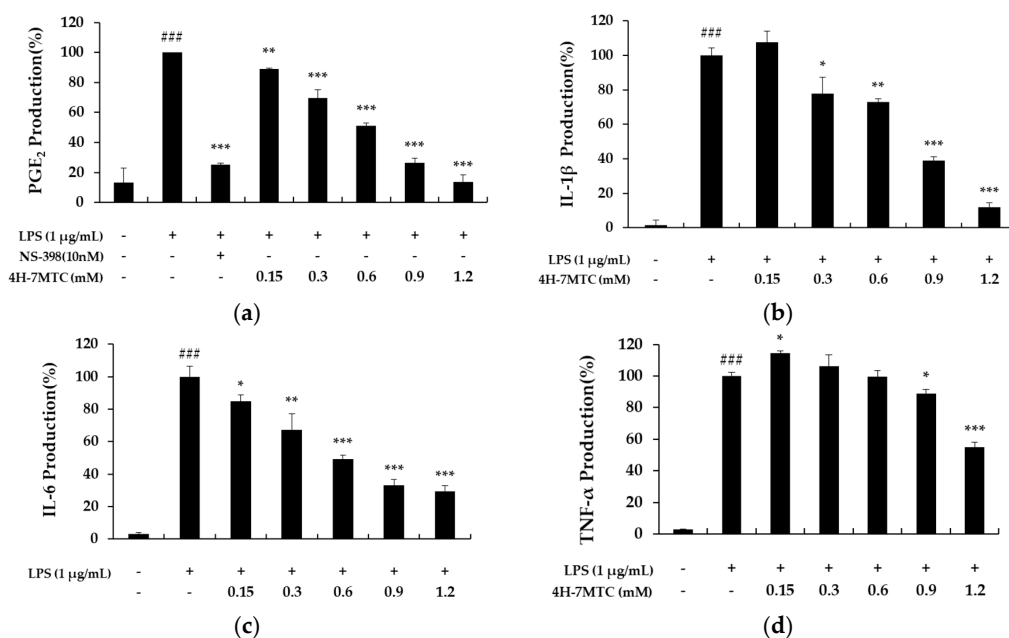 PGE2 Production(%)
120
100
80
60
40
20
0
###
***
**
***
***
***
***
LPS (1 μg/mL) - + + + + + + +
NS-398(10nM) - - + - - - - -
4H-7MTC (mM) - - - 0.15 0.3 0.6 0.9 1.2
(a)
IL-1β Production(%)
120
100
80
60
40
20
0
###
*
**
***
***
LPS (1 μg/mL) - + + + + + +
4H-7MTC (mM) - - 0.15 0.3 0.6 0.9 1.2
(b)
IL-6 Production(%)
120
100
80
60
40
20
0
###
*
**
***
***
***
LPS (1 μg/mL) - + + + + + +
- - 0.15 0.3 0.6 0.9 1.2
(c)
TNF-α Production(%)
120
100
80
60
40
20
0
###
*
*
***
LPS (1 μg/mL) - + + + + + +
4H-7MTC (mM) - - 0.15 0.3 0.6 0.9 1.2
(d)